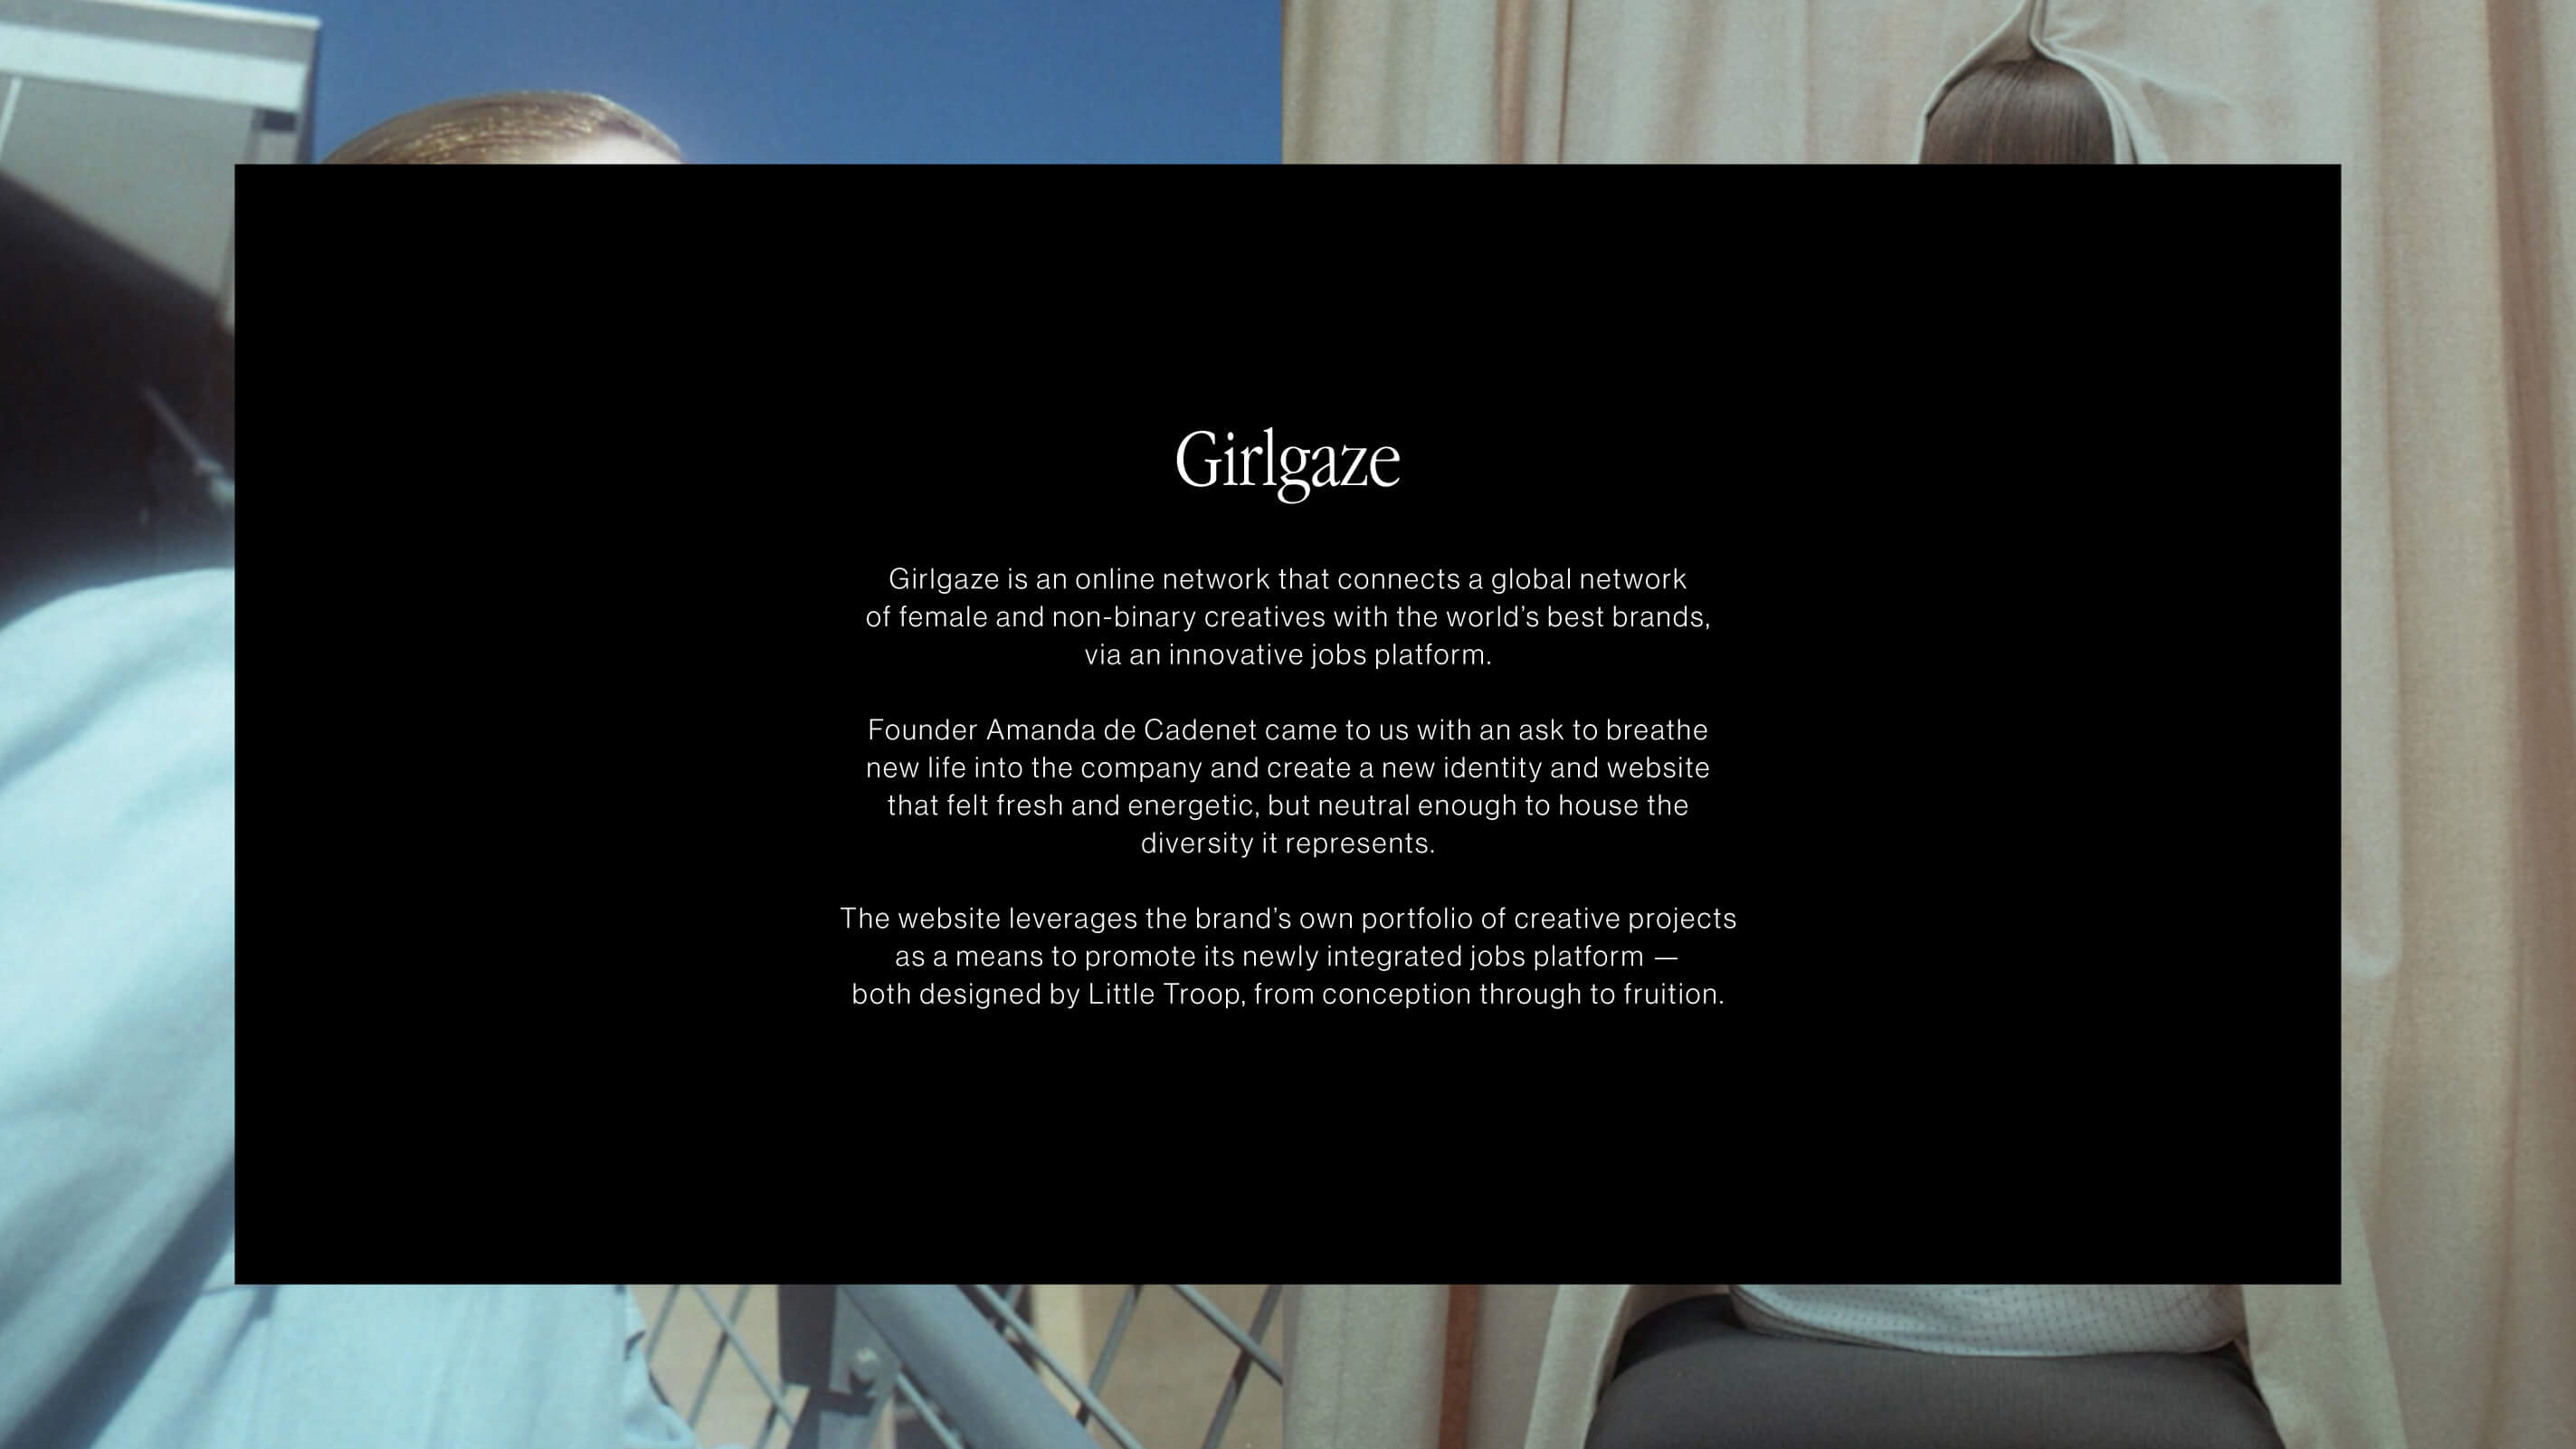 Girlgaze
Girlgaze is an online network that connects a global network
of female and non-binary creatives with the world’s best brands,
via an innovative jobs platform.
Founder Amanda de Cadenet came to us with an ask to breathe
new life into the company and create a new identity and website
that felt fresh and energetic, but neutral enough to house the
diversity it represents.
The website leverages the brand’s own portfolio of creative projects
as a means to promote its newly integrated jobs platform —
both designed by Little Troop, from conception through to fruition.